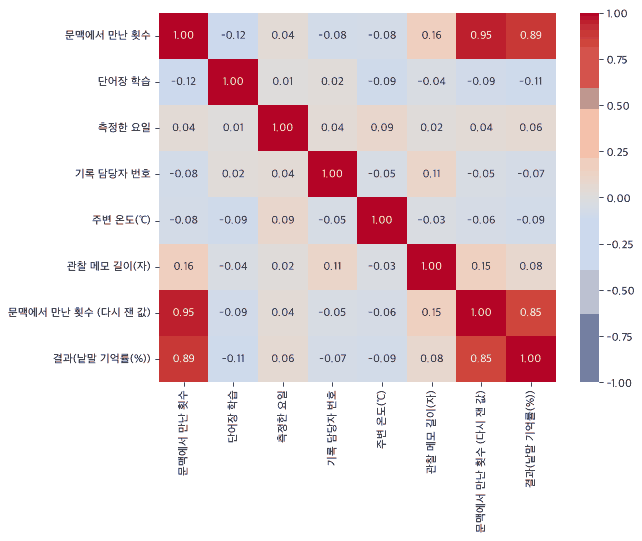 문맥에서 만난 횟수 1.00 -0.12 0.04 -0.08 -0.08 0.16 0.95 0.89
단어장 학습 -0.12 1.00 0.01 0.02 -0.09 -0.04 -0.09 -0.11
측정한 요일 0.04 0.01 1.00 0.04 0.09 0.02 0.04 0.06
기록 담당자 번호 -0.08 0.02 0.04 1.00 -0.05 0.11 -0.05 -0.07
주변 온도(℃) -0.08 -0.09 0.09 -0.05 1.00 -0.03 -0.06 -0.09
관찰 메모 길이(자) 0.16 -0.04 0.02 0.11 -0.03 1.00 0.15 0.08
문맥에서 만난 횟수 (다시 잰 값) 0.95 -0.09 0.04 -0.05 -0.06 0.15 1.00 0.85
결과(낱말 기억률(%)) 0.89 -0.11 0.06 -0.07 -0.09 0.08 0.85 1.00
문맥에서 만난 횟수
단어장 학습
측정한 요일
기록 담당자 번호
주변 온도(℃)
관찰 메모 길이(자)
문맥에서 만난 횟수 (다시 잰 값)
결과(낱말 기억률(%))
1.00
0.75
0.50
0.25
0.00
-0.25
-0.50
-0.75
-1.00